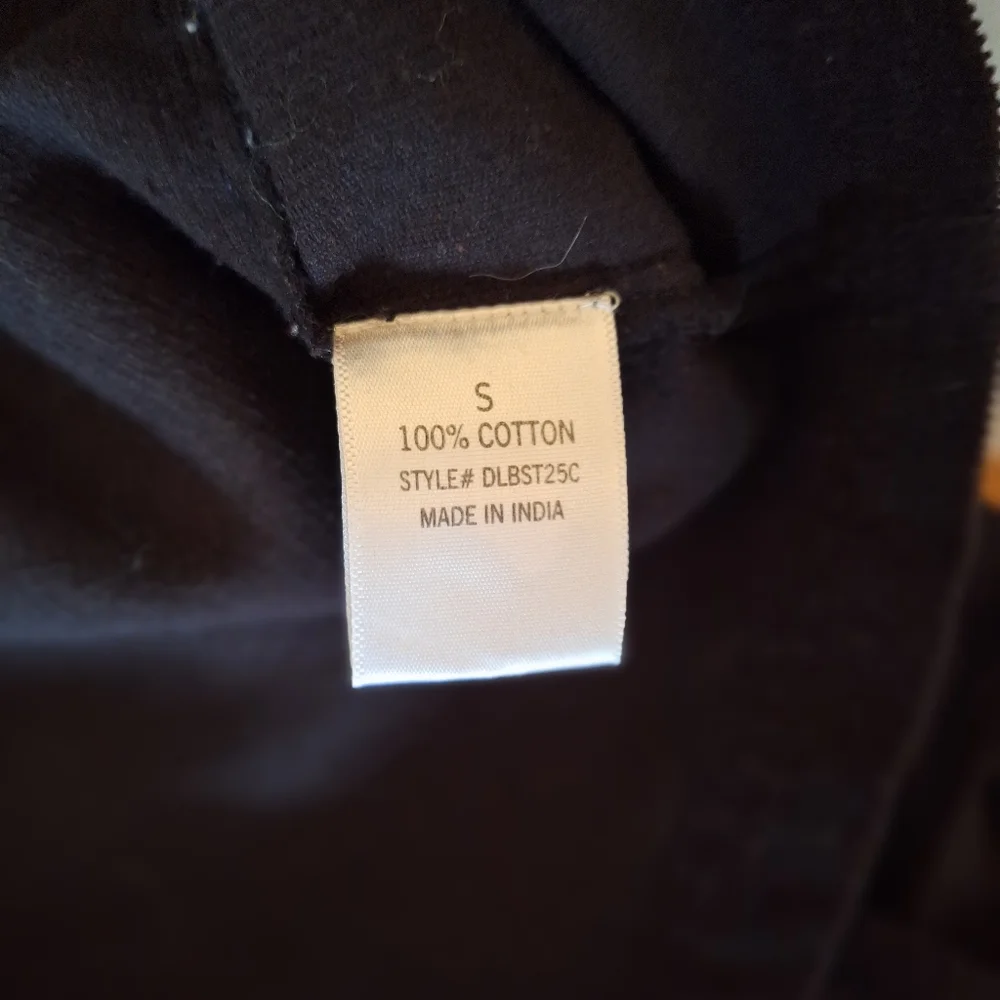 S
100% COTTON
STYLE# DLBST25C
MADE IN INDIA